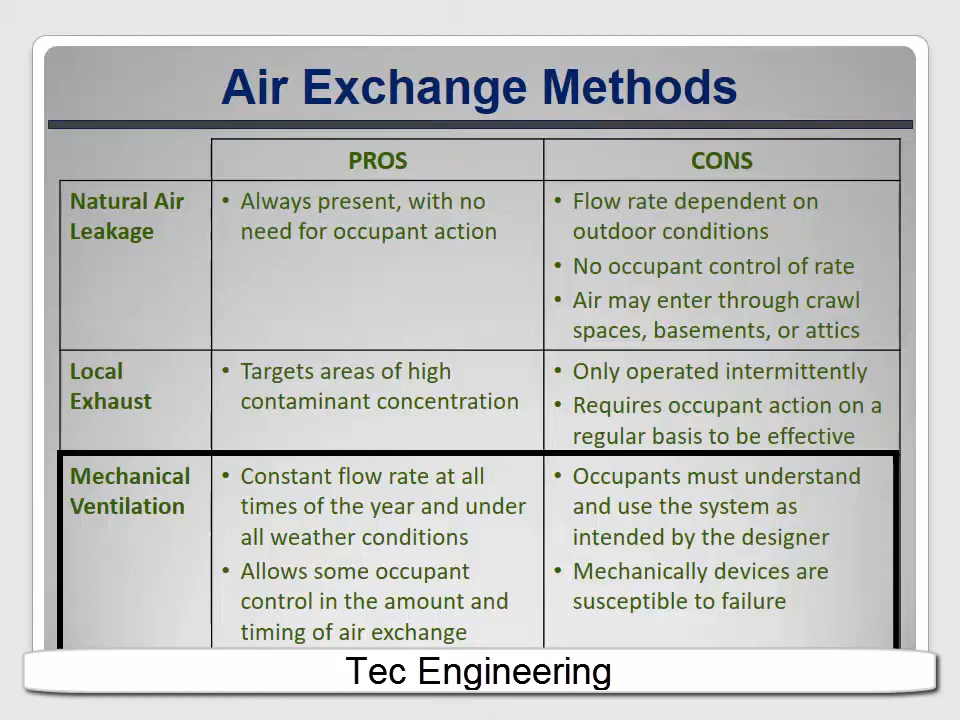 Air Exchange Methods
PROS
CONS
Natural Air
Leakage
• Always present, with no
need for occupant action
• Flow rate dependent on
outdoor conditions
• No occupant control of rate
• Air may enter through crawl
spaces, basements, or attics
Local
Exhaust
• Targets areas of high
contaminant concentration
• Only operated intermittently
• Requires occupant action on a
regular basis to be effective
Mechanical
Ventilation
• Constant flow rate at all
times of the year and under
all weather conditions
• Allows some occupant
control in the amount and
timing of air exchange
• Occupants must understand
and use the system as
intended by the designer
• Mechanically devices are
susceptible to failure
Tec Engineering